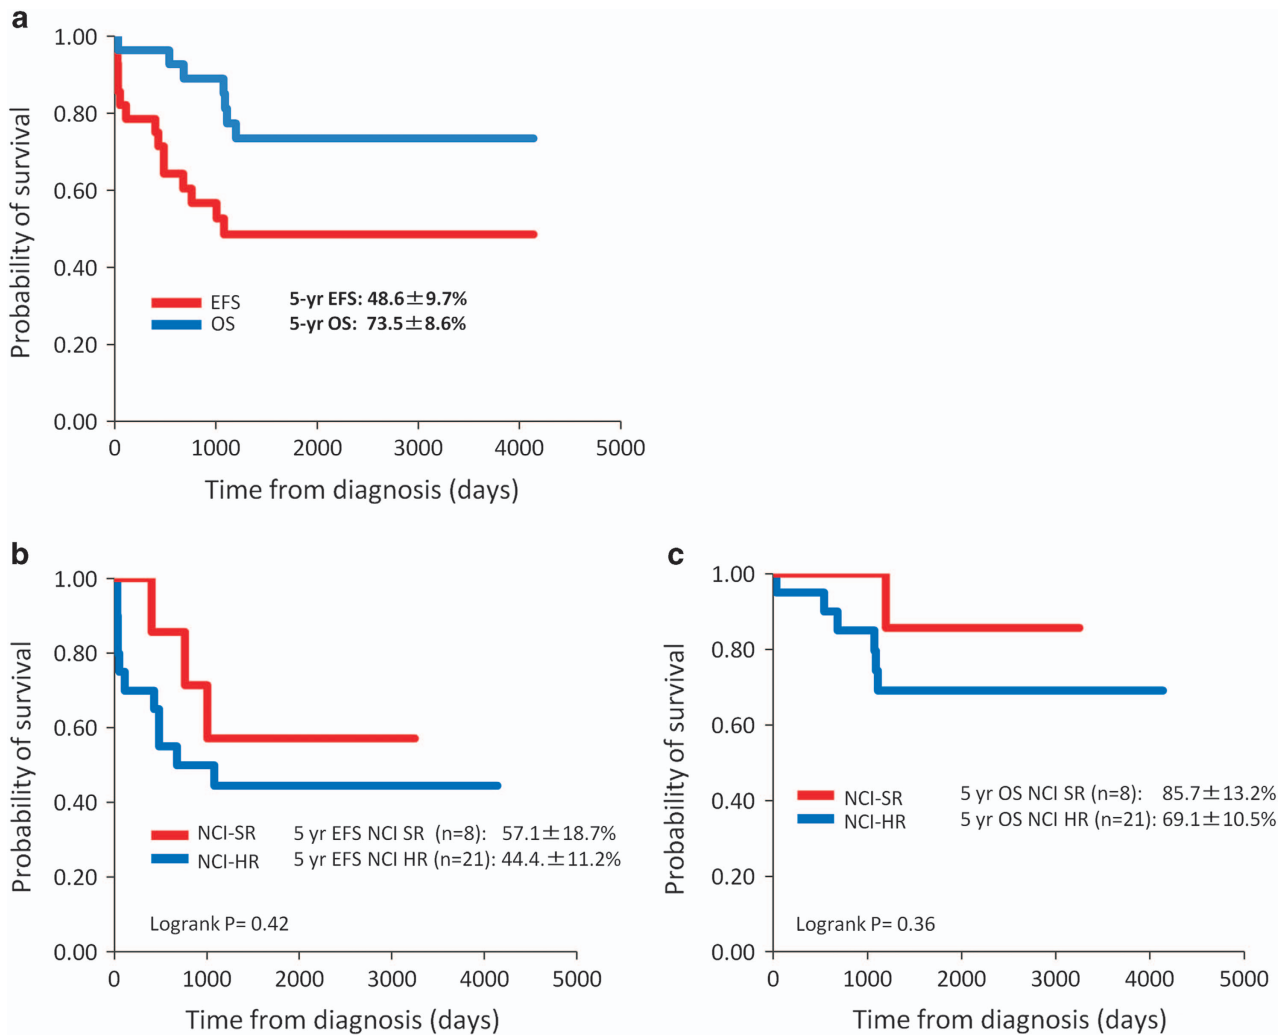 a
1.00
0.80
0.60
0.40
0.20
0.00
Probability of survival
EFS 5-yr EFS: 48.6±9.7%
OS 5-yr OS: 73.5±8.6%
0 1000 2000 3000 4000 5000
Time from diagnosis (days)
b
1.00
0.80
0.60
0.40
0.20
0.00
Probability of survival
NCI-SR 5 yr EFS NCI SR (n=8): 57.1±18.7%
NCI-HR 5 yr EFS NCI HR (n=21): 44.4.±11.2%
Logrank P= 0.42
0 1000 2000 3000 4000 5000
Time from diagnosis (days)
c
1.00
0.80
0.60
0.40
0.20
0.00
Probability of survival
NCI-SR 5 yr OS NCI SR (n=8): 85.7±13.2%
NCI-HR 5 yr OS NCI HR (n=21): 69.1±10.5%
Logrank P= 0.36
0 1000 2000 3000 4000 5000
Time from diagnosis (days)